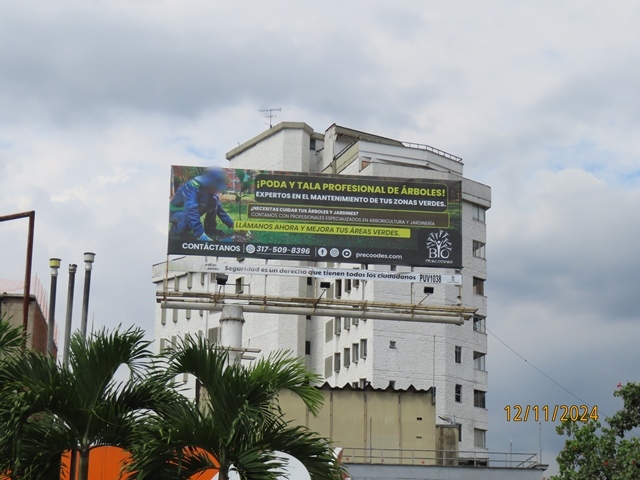 ¡PODA Y TALA PROFESIONAL DE ÁRBOLES!
EXPERTOS EN EL MANTENIMIENTO DE TUS ZONAS VERDES.
¿NECESITAS CUIDAR TUS ÁRBOLES Y JARDINES?
CONTAMOS CON PROFESIONALES ESPECIALIZADOS EN ARBORICULTURA Y JARDINERÍA
LLÁMANOS AHORA Y MEJORA TUS ÁREAS VERDES.
CONTÁCTANOS 317-509-8396 precoodes.com
BIO
PRECOODES
Seguridad es un derecho que tienen todos los ciudadanos PUV1038
12/11/2024